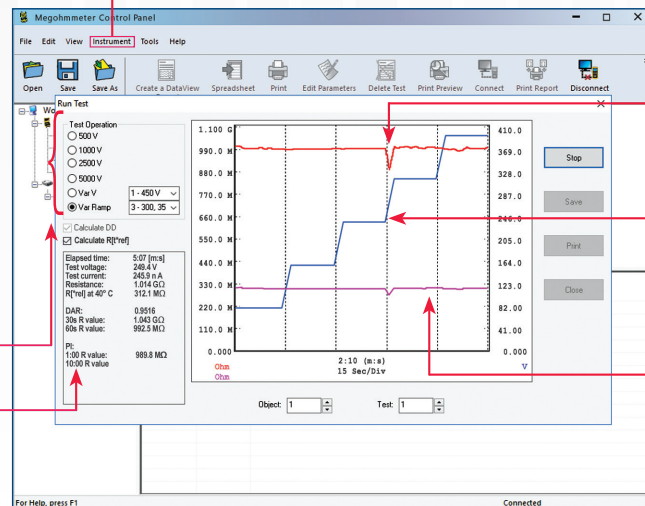 Megohmmeter Control Panel
File Edit View Instrument Tools Help
Open Save Save As Create a DataView Spreadsheet Print Edit Parameters Delete Test Print Preview Connect Print Report Disconnect
Run Test
Test Operation
500 V
1000 V
2500 V
5000 V
Var V 1 - 450 V
Var Ramp 3 - 300, 35
Calculate DD
Calculate R[t°ref]
Elapsed time: 5:07 [m:s]
Test voltage: 249.4 V
Test current: 245.9 n A
Resistance: 1.014 GΩ
R[°rel] at 40° C 312.1 MΩ
DAR: 0.9516
30s R value: 1.043 GΩ
60s R value: 992.5 MΩ
PI:
1:00 R value: 989.8 MΩ
10:00 R value
1.100 G 410.0
990.0 M 369.0
880.0 M 328.0
770.0 M 287.0
660.0 M 246.0
550.0 M 205.0
440.0 M 164.0
330.0 M 123.0
220.0 M 82.00
110.0 M 41.00
0.000 0.000
Ohm 2:10 (m:s) V
Ohm 15 Sec/Div
Stop
Save
Print
Close
Object: 1 Test: 1
For Help, press F1 Connected